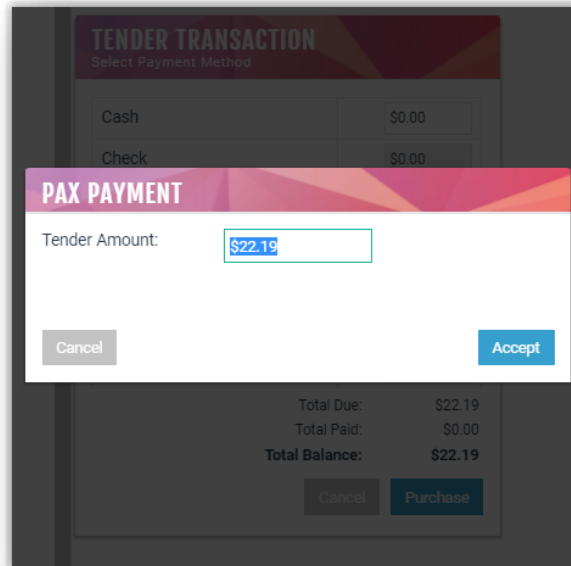 TENDER TRANSACTION
Select Payment Method
Cash $0.00
Check $0.00
PAX PAYMENT
Tender Amount: $22.19
Cancel Accept
Total Due: $22.19
Total Paid: $0.00
Total Balance: $22.19
Cancel Purchase